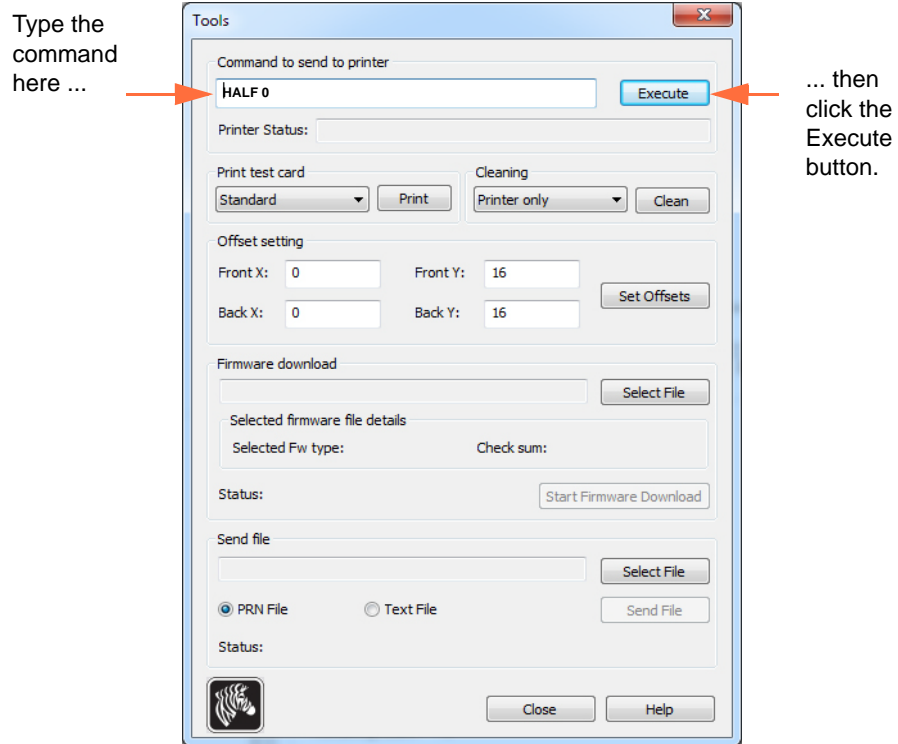 Type the
command
here ...
Tools
Command to send to printer
HALF 0
Execute
... then
click the
Execute
button.
Printer Status:
Print test card
Standard
Print
Cleaning
Printer only
Clean
Offset setting
Front X: 0 Front Y: 16
Back X: 0 Back Y: 16
Set Offsets
Firmware download
Select File
Selected firmware file details
Selected Fw type: Check sum:
Status:
Start Firmware Download
Send file
Select File
PRN File Text File
Send File
Status:
Close Help